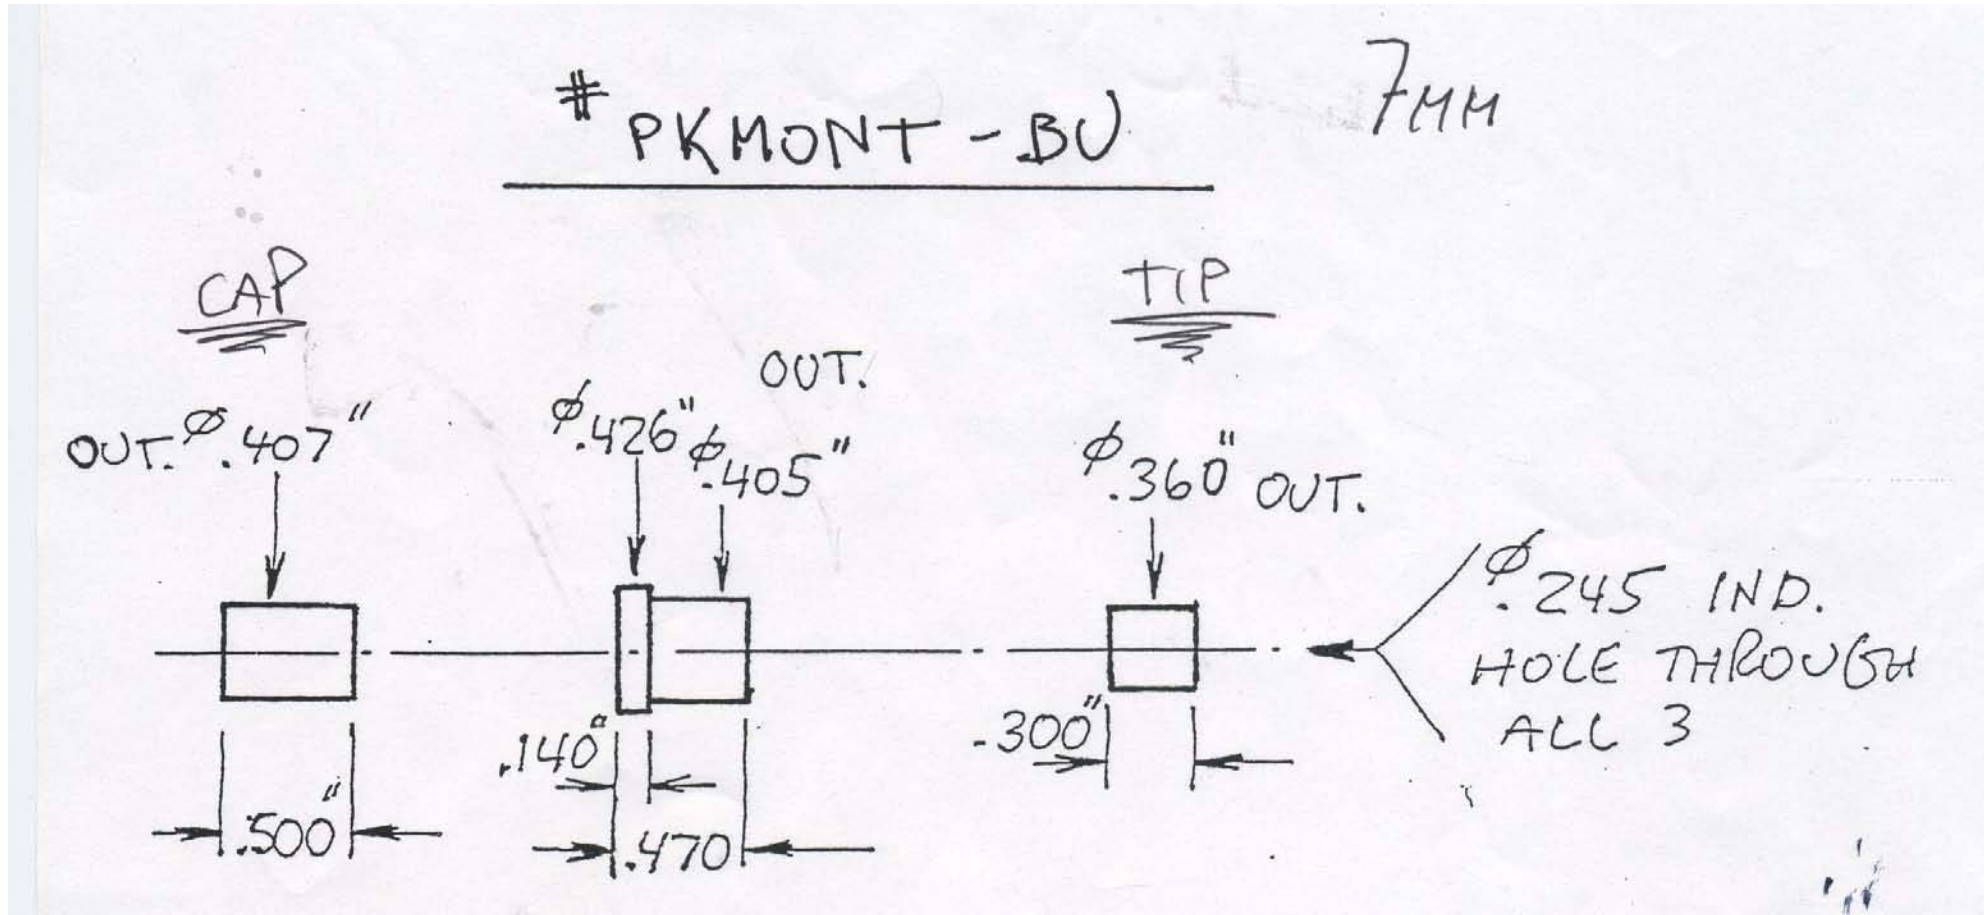 # PKMONT-BU
7MM
CAP
TIP
OUT. Ø.407"
Ø.426"
OUT.
Ø.405"
Ø.360" OUT.
Ø.245 IND.
HOLE THROUGH
ALL 3
.140"
.300"
.500"
.470